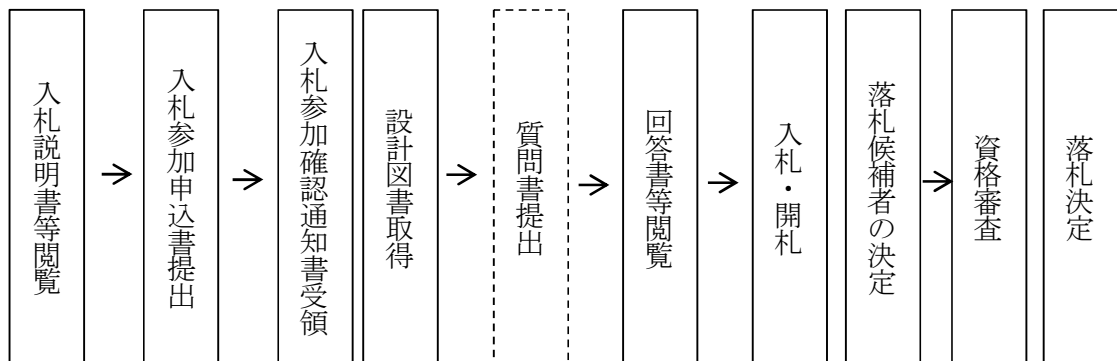 入札説明書等閲覧
入札参加申込書提出
入札参加確認通知書受領
設計図書取得
質問書提出
回答書等閲覧
入札・開札
落札候補者の決定
資格審査
落札決定